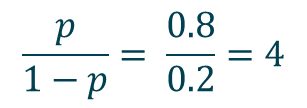 p / (1 − p) = 0.8 / 0.2 = 4